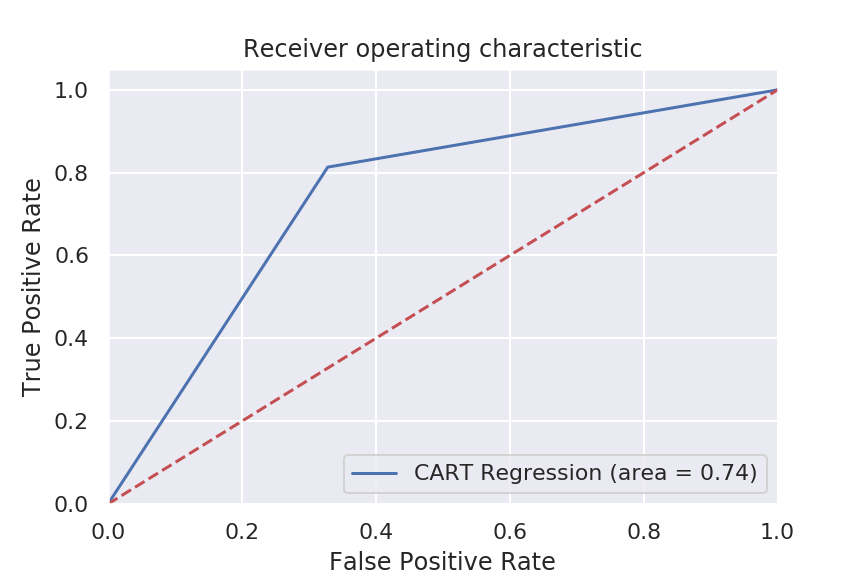 Receiver operating characteristic
True Positive Rate
1.0
0.8
0.6
0.4
0.2
0.0
CART Regression (area = 0.74)
0.0 0.2 0.4 0.6 0.8 1.0
False Positive Rate